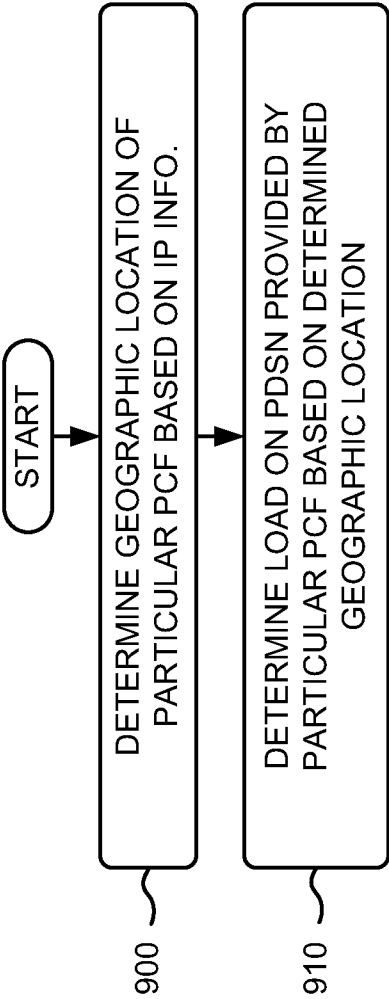 START
DETERMINE GEOGRAPHIC LOCATION OF
PARTICULAR PCF BASED ON IP INFO.
900
DETERMINE LOAD ON PDSN PROVIDED BY
PARTICULAR PCF BASED ON DETERMINED
GEOGRAPHIC LOCATION
910